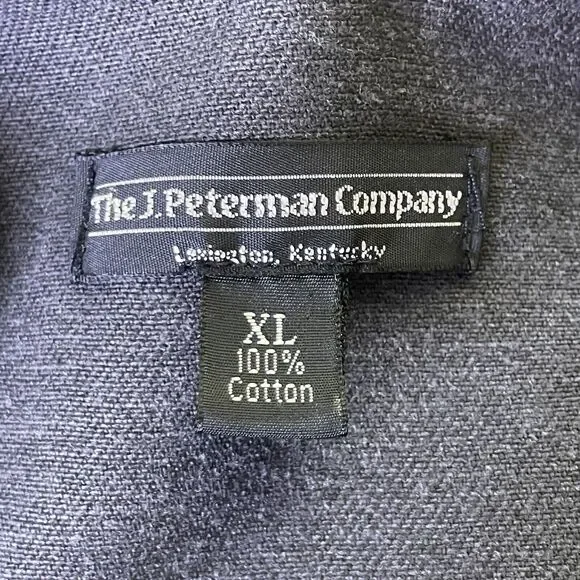 The J. Peterman Company
Lexington, Kentucky
XL
100%
Cotton